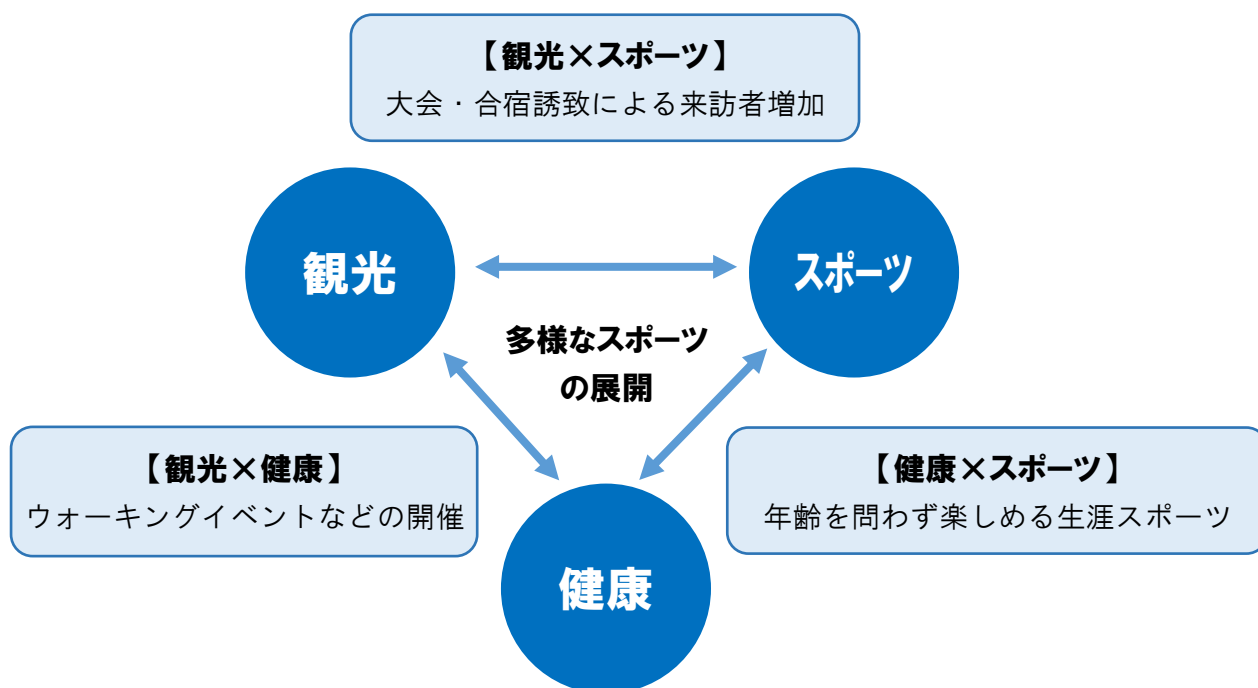 【観光×スポーツ】
大会・合宿誘致による来訪者増加
観光
スポーツ
多様なスポーツ
の展開
【観光×健康】
ウォーキングイベントなどの開催
【健康×スポーツ】
年齢を問わず楽しめる生涯スポーツ
健康